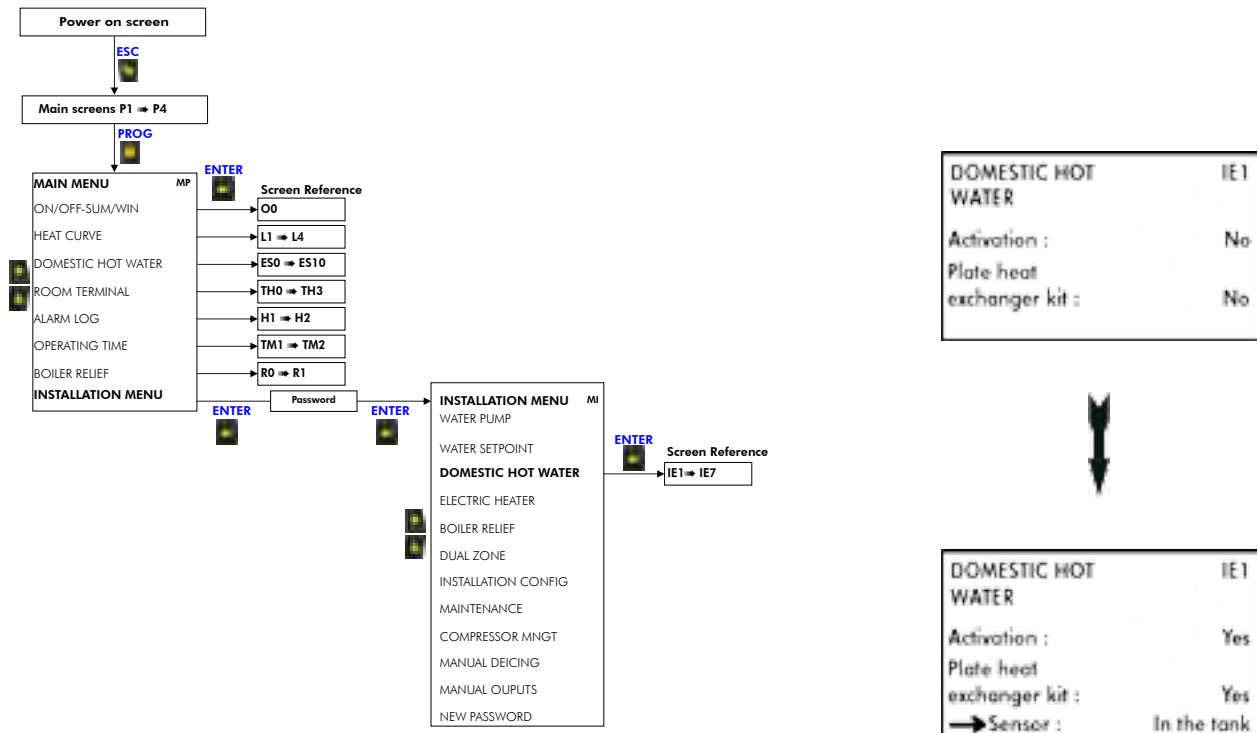 Power on screen
ESC
Main screens P1 ➠ P4
PROG
MAIN MENU MP
ENTER
Screen Reference
ON/OFF-SUM/WIN
O0
HEAT CURVE
L1 ➠ L4
DOMESTIC HOT WATER
ES0 ➠ ES10
ROOM TERMINAL
TH0 ➠ TH3
ALARM LOG
H1 ➠ H2
OPERATING TIME
TM1 ➠ TM2
BOILER RELIEF
R0 ➠ R1
INSTALLATION MENU
ENTER
Password
ENTER
INSTALLATION MENU MI
WATER PUMP
WATER SETPOINT
DOMESTIC HOT WATER
ENTER
Screen Reference
IE1➠ IE7
ELECTRIC HEATER
BOILER RELIEF
DUAL ZONE
INSTALLATION CONFIG
MAINTENANCE
COMPRESSOR MNGT
MANUAL DEICING
MANUAL OUPUTS
NEW PASSWORD
DOMESTIC HOT IE1
WATER
Activation : No
Plate heat
exchanger kit : No
DOMESTIC HOT IE1
WATER
Activation : Yes
Plate heat
exchanger kit : Yes
Sensor : In the tank